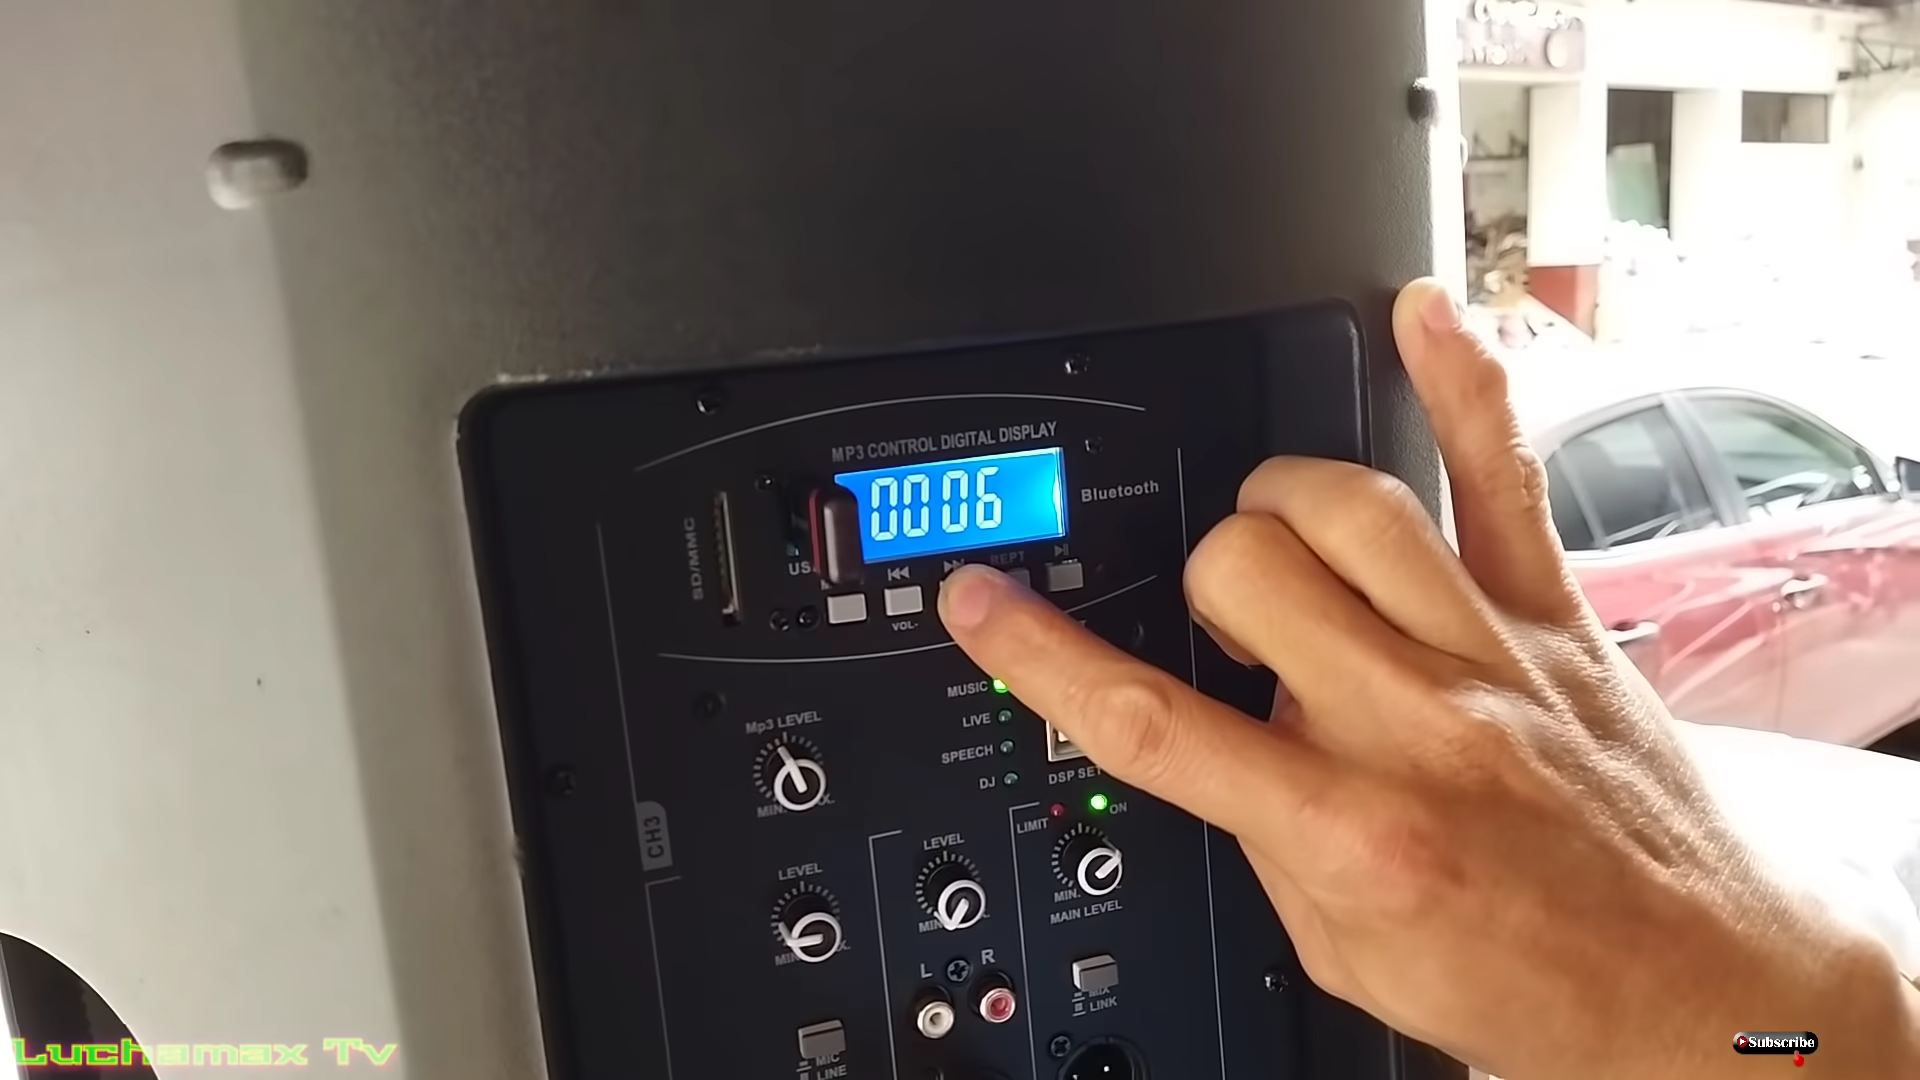 MP3 CONTROL DIGITAL DISPLAY
0006
Bluetooth
SD/MMC
REPT
VOL-
MUSIC
LIVE
SPEECH
DJ
DSP SET
Mp3 LEVEL
MIN.
CH3
LIMIT
ON
LEVEL
LEVEL
MIN.
MAIN LEVEL
L
R
MIX
LINK
MIC
LINE
Luchamax Tv
Subscribe